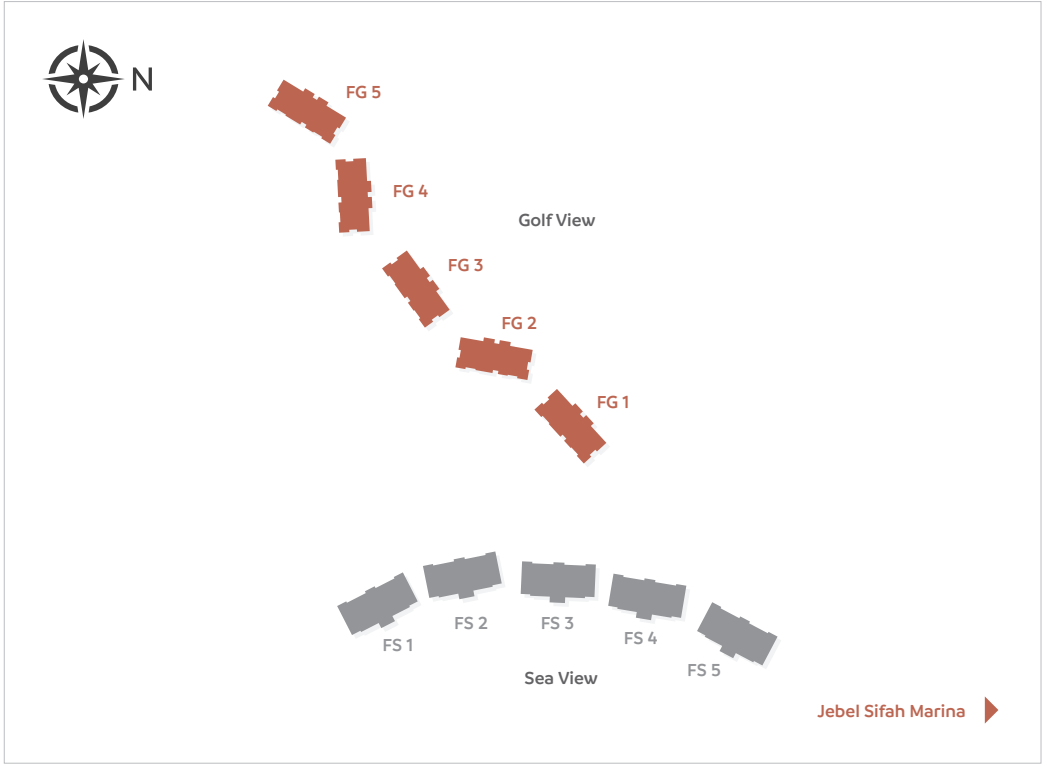 N
FG 5
FG 4
Golf View
FG 3
FG 2
FG 1
FS 1
FS 2
FS 3
FS 4
FS 5
Sea View
Jebel Sifah Marina